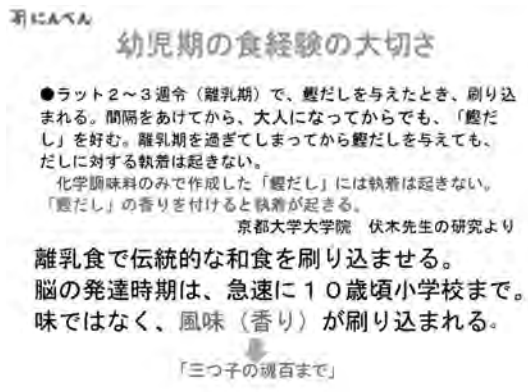 にんべん
幼児期の食経験の大切さ
●ラット２～３週令（離乳期）で、鰹だしを与えたとき、刷り込
まれる。間隔をあけてから、大人になってからでも、「鰹だ
し」を好む。離乳期を過ぎてしまってから鰹だしを与えても、
だしに対する執着は起きない。
化学調味料のみで作成した「鰹だし」には執着は起きない。
「鰹だし」の香りを付けると執着が起きる。
京都大学大学院　伏木先生の研究より
離乳食で伝統的な和食を刷り込ませる。
脳の発達時期は、急速に１０歳頃小学校まで。
味ではなく、風味（香り）が刷り込まれる。
「三つ子の魂百まで」